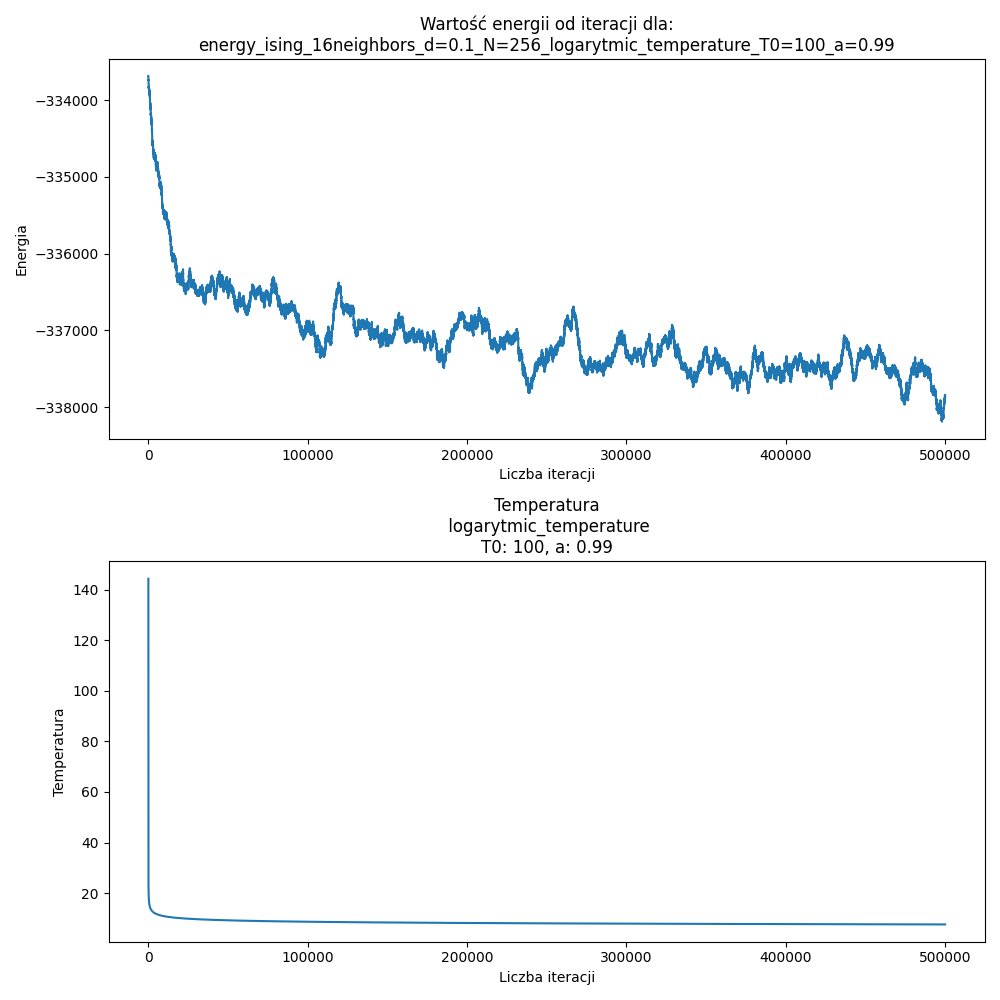 Wartość energii od iteracji dla:
energy_ising_16neighbors_d=0.1_N=256_logarytmic_temperature_T0=100_a=0.99
−334000
−335000
−336000
−337000
−338000
Energia
0
100000
200000
300000
400000
500000
Liczba iteracji
Temperatura
logarytmic_temperature
T0: 100, a: 0.99
140
120
100
80
60
40
20
Temperatura
0
100000
200000
300000
400000
500000
Liczba iteracji